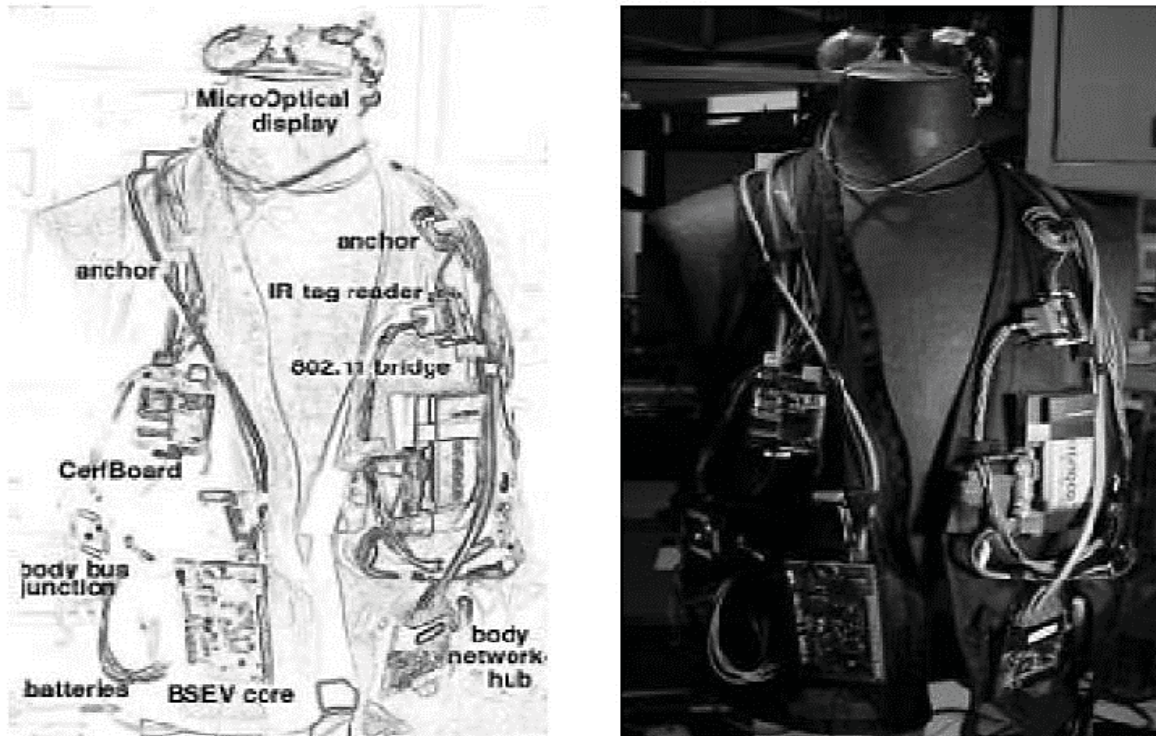 MicroOptical
display
anchor
anchor
IR tag reader
802.11 bridge
CerfBoard
body bus
junction
body
network
hub
batteries
BSEV core